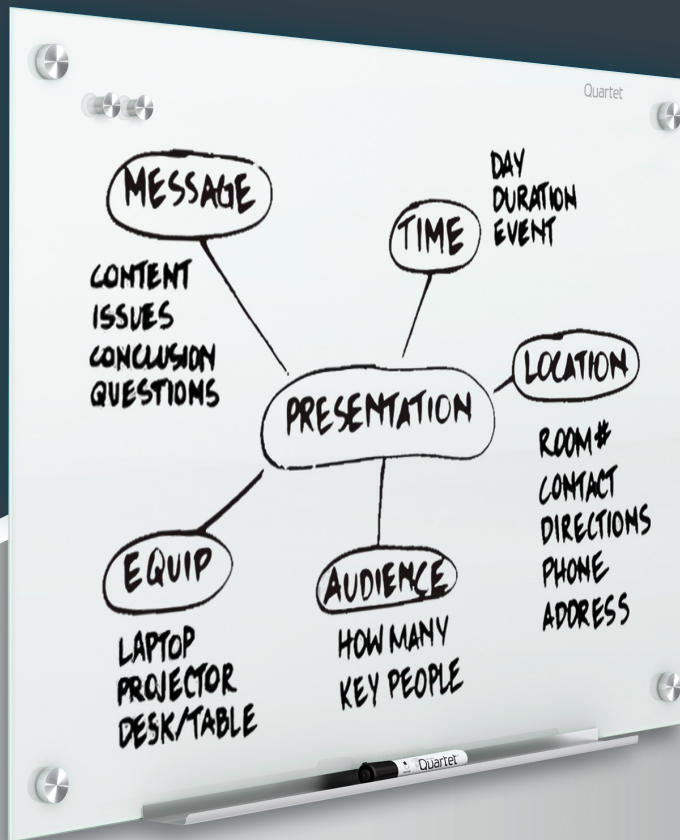 Quartet
MESSAGE
CONTENT
ISSUES
CONCLUSION
QUESTIONS
TIME
DAY
DURATION
EVENT
PRESENTATION
LOCATION
ROOM #
CONTACT
DIRECTIONS
PHONE
ADDRESS
EQUIP
LAPTOP
PROJECTOR
DESK/TABLE
AUDIENCE
HOW MANY
KEY PEOPLE
Quartet